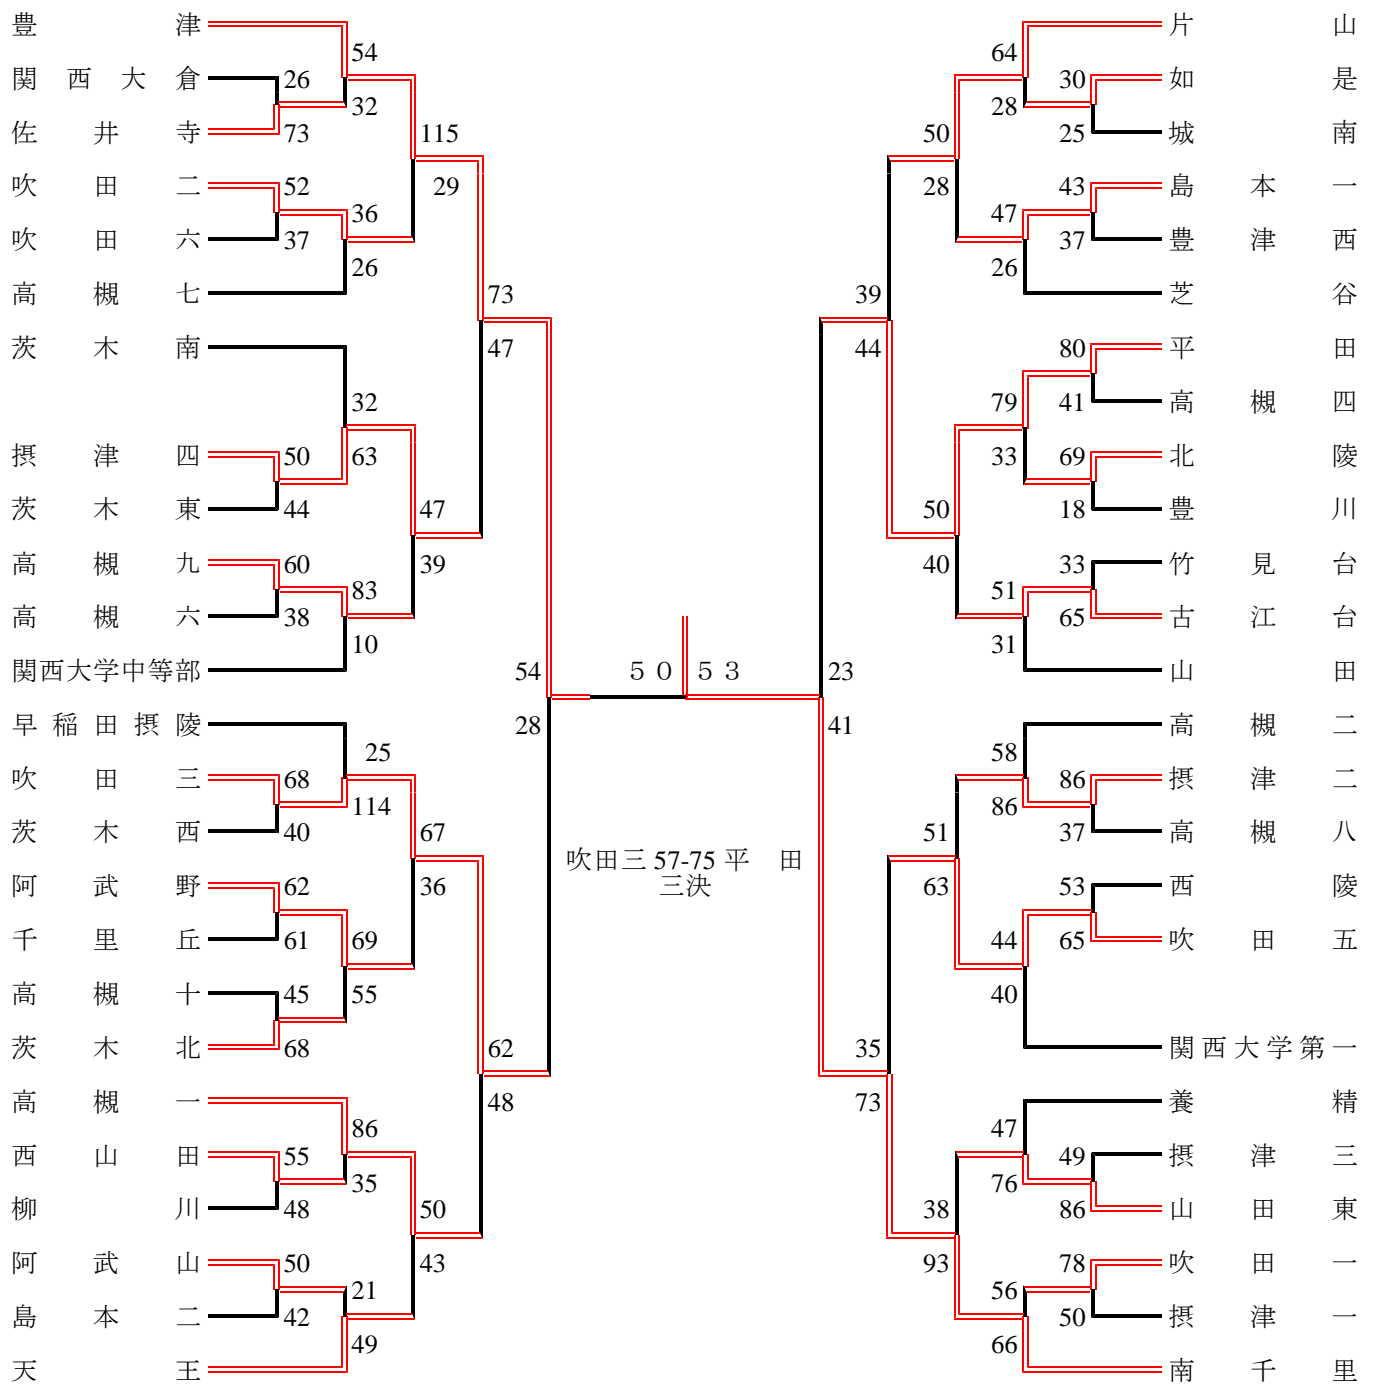 豊津
54
関西大倉
26
32
佐井寺
73
115
吹田二
52
29
36
吹田六
37
26
高槻七
73
茨木南
47
32
摂津四
50
63
茨木東
44
47
高槻九
60
39
83
高槻六
38
10
関西大学中等部
54
早稲田摂陵
28
25
吹田三
68
114
茨木西
40
67
阿武野
62
36
千里丘
61
69
高槻十
45
55
茨木北
68
62
高槻一
48
86
西山田
55
35
柳川
48
50
阿武山
50
43
21
島本二
42
49
天王
５０ ５３
吹田三 57-75 平 田
三決
片山
64
30
如是
28
25
城南
50
28
43
島本一
47
37
豊津西
26
芝谷
39
44
80
平田
79
41
高槻四
33
69
北陵
50
18
豊川
40
33
竹見台
51
65
古江台
31
山田
23
41
高槻二
58
86
摂津二
86
51
37
高槻八
63
53
西陵
44
65
吹田五
40
35
関西大学第一
73
養精
47
49
摂津三
76
38
86
山田東
93
78
吹田一
56
50
摂津一
66
南千里